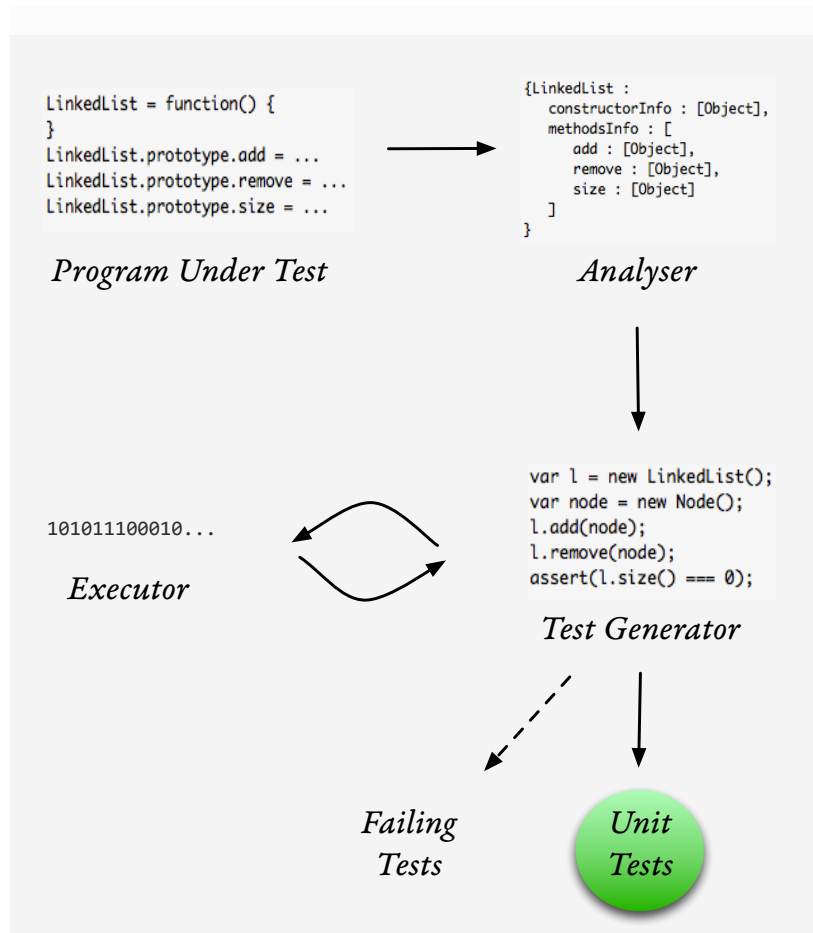 LinkedList = function() {
}
LinkedList.prototype.add = ...
LinkedList.prototype.remove = ...
LinkedList.prototype.size = ...
Program Under Test
{LinkedList :
constructorInfo : [Object],
methodsInfo : [
add : [Object],
remove : [Object],
size : [Object]
]
}
Analyser
var l = new LinkedList();
var node = new Node();
l.add(node);
l.remove(node);
assert(l.size() === 0);
Test Generator
101011100010...
Executor
Failing
Tests
Unit
Tests